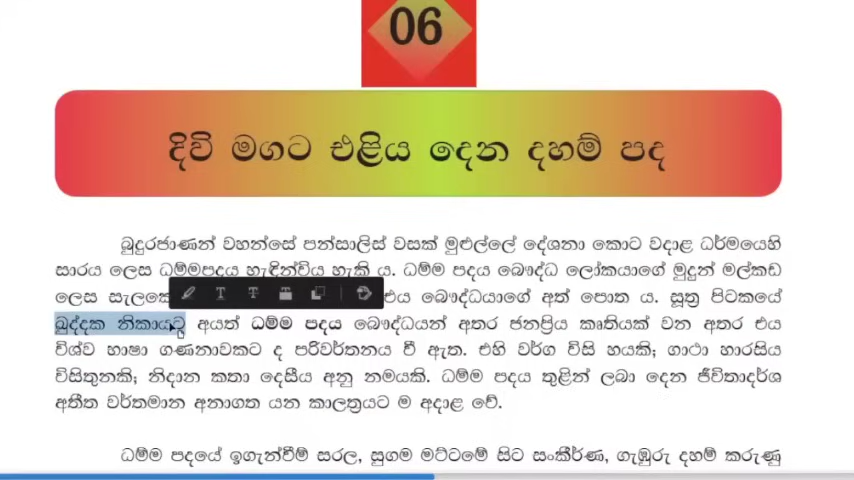 06
දිවි මගට එළිය දෙන දහම් පද
බුදුරජාණන් වහන්සේ පන්සාලිස් වසක් මුළුල්ලේ දේශනා කොට වදාළ ධර්මයෙහි
සාරය ලෙස ධම්මපදය හැඳින්විය හැකි ය. ධම්ම පදය බෞද්ධ ලෝකයාගේ මුදුන් මල්කඩ
ලෙස සැලකෙ එය බෞද්ධයාගේ අත් පොත ය. සූත්‍ර පිටකයේ
ඛුද්දක නිකායට අයත් ධම්ම පදය බෞද්ධයන් අතර ජනප්‍රිය කෘතියක් වන අතර එය
විශ්ව භාෂා ගණනාවකට ද පරිවර්තනය වී ඇත. එහි වර්ග විසි හයකි; ගාථා හාරසිය
විසිතුනකි; නිදාන කතා දෙසීය අනු නමයකි. ධම්ම පදය තුළින් ලබා දෙන ජීවිතාදර්ශ
අතීත වර්තමාන අනාගත යන කාලත්‍රයට ම අදාළ වේ.
ධම්ම පදයේ ඉගැන්වීම් සරල, සුගම මට්ටමේ සිට සංකීර්ණ, ගැඹුරු දහම් කරුණු